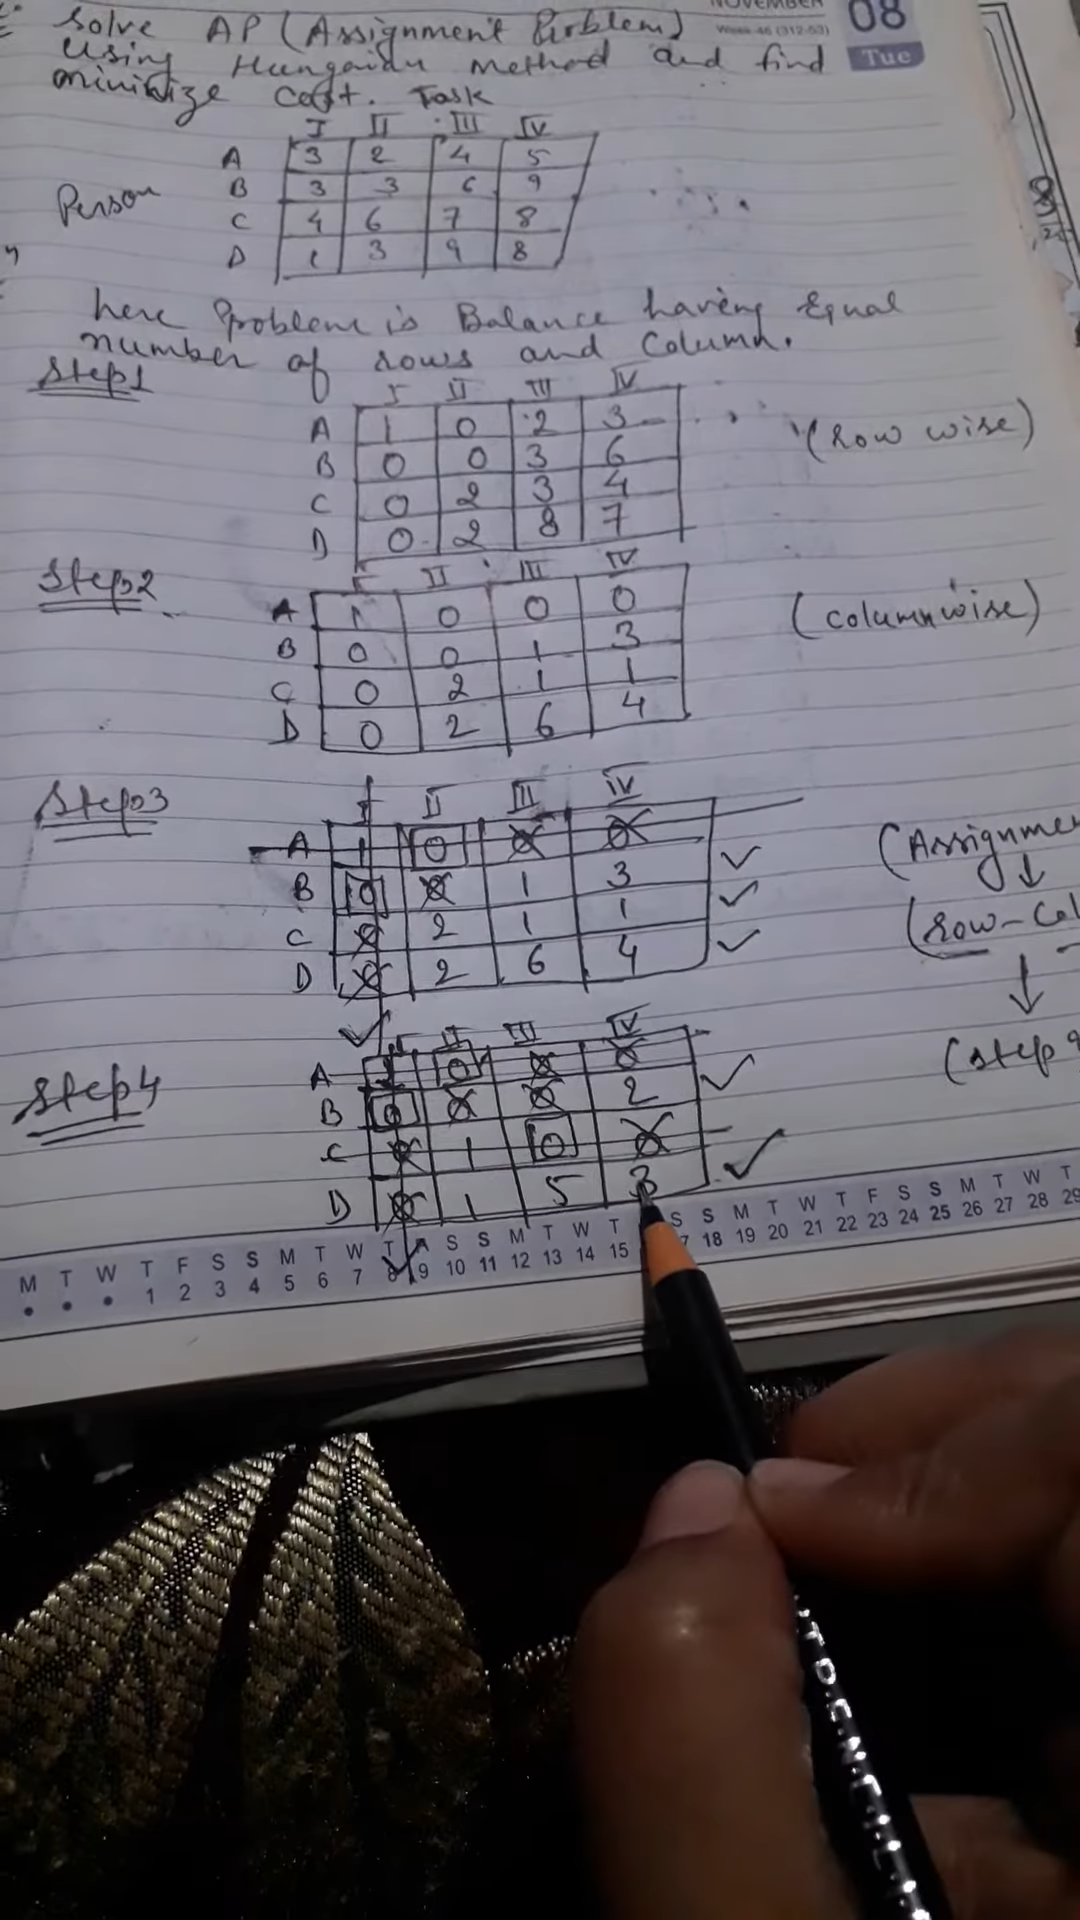 Solve AP (Assignment Problem)
using Hungarian Method and find
minimize cost. Task
NOVEMBER
08
Week-46 (312-53)
Tue
I II III IV
A 3 2 4 5
Person
B 3 3 6 9
C 4 6 7 8
D 1 3 9 8
here Problem is Balance having Equal
number of rows and Column.
Step1
I II III IV
A 1 0 2 3
(Row wise)
B 0 0 3 6
C 0 2 3 4
D 0 2 8 7
Step2
I II III IV
A 1 0 0 0
(Columnwise)
B 0 0 1 3
C 0 2 1 1
D 0 2 6 4
Step3
I II III IV
A 1 0 0 0
(Assignme
B 0 0 1 3
C 0 2 1 1
(Row-Col
D 0 2 6 4
Step4
I II III IV
A 0 0 0
(Step
B 0 0 0 2
C 0 1 0 0
D 0 1 5 3
M T W T F S S M T W T F S S M T W T S S M T W T F S S M T W T
1 2 3 4 5 6 7 8 9 10 11 12 13 14 15 7 18 19 20 21 22 23 24 25 26 27 28 29